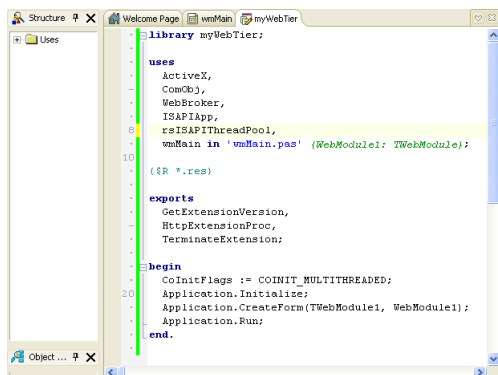 Structure
Welcome Page
wmMain
myWebTier
Uses
library myWebTier;
uses
ActiveX,
ComObj,
WebBroker,
ISAPIApp,
8
rsISAPIThreadPool,
wmMain in 'wmMain.pas' {WebModule1: TWebModule};
10
{$R *.res}
exports
GetExtensionVersion,
HttpExtensionProc,
TerminateExtension;
begin
CoInitFlags := COINIT_MULTITHREADED;
20
Application.Initialize;
Application.CreateForm(TWebModule1, WebModule1);
Application.Run;
end.
Object ...